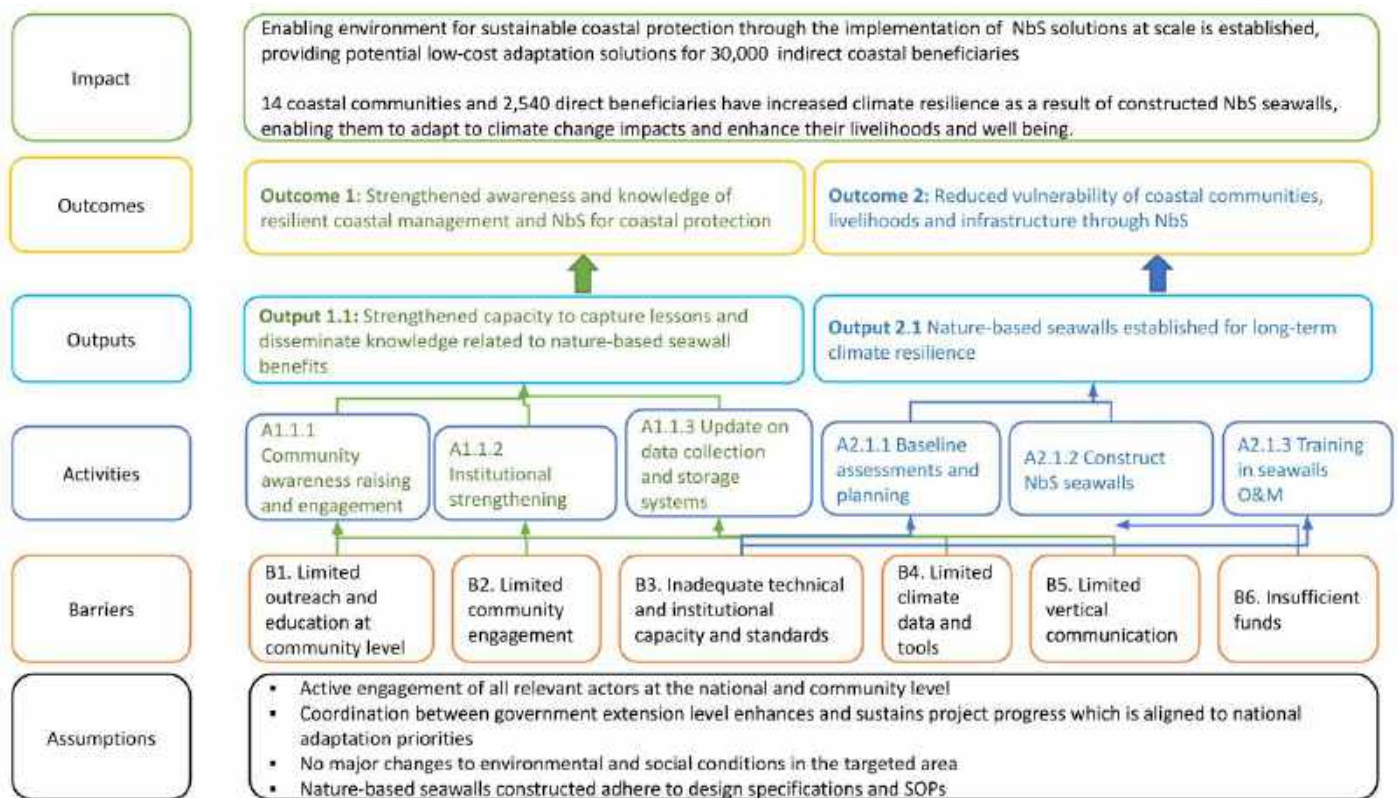 Impact
Enabling environment for sustainable coastal protection through the implementation of NbS solutions at scale is established,
providing potential low-cost adaptation solutions for 30,000 indirect coastal beneficiaries
14 coastal communities and 2,540 direct beneficiaries have increased climate resilience as a result of constructed NbS seawalls,
enabling them to adapt to climate change impacts and enhance their livelihoods and well being.
Outcomes
Outcome 1: Strengthened awareness and knowledge of
resilient coastal management and NbS for coastal protection
Outcome 2: Reduced vulnerability of coastal communities,
livelihoods and infrastructure through NbS
Outputs
Output 1.1: Strengthened capacity to capture lessons and
disseminate knowledge related to nature-based seawall
benefits
Output 2.1 Nature-based seawalls established for long-term
climate resilience
Activities
A1.1.1
Community
awareness raising
and engagement
A1.1.2
Institutional
strengthening
A1.1.3 Update on
data collection
and storage
systems
A2.1.1 Baseline
assessments and
planning
A2.1.2 Construct
NbS seawalls
A2.1.3 Training
in seawalls
O&M
Barriers
B1. Limited
outreach and
education at
community level
B2. Limited
community
engagement
B3. Inadequate technical
and institutional
capacity and standards
B4. Limited
climate
data and
tools
B5. Limited
vertical
communication
B6. Insufficient
funds
Assumptions
▪ Active engagement of all relevant actors at the national and community level
▪ Coordination between government extension level enhances and sustains project progress which is aligned to national
adaptation priorities
▪ No major changes to environmental and social conditions in the targeted area
▪ Nature-based seawalls constructed adhere to design specifications and SOPs